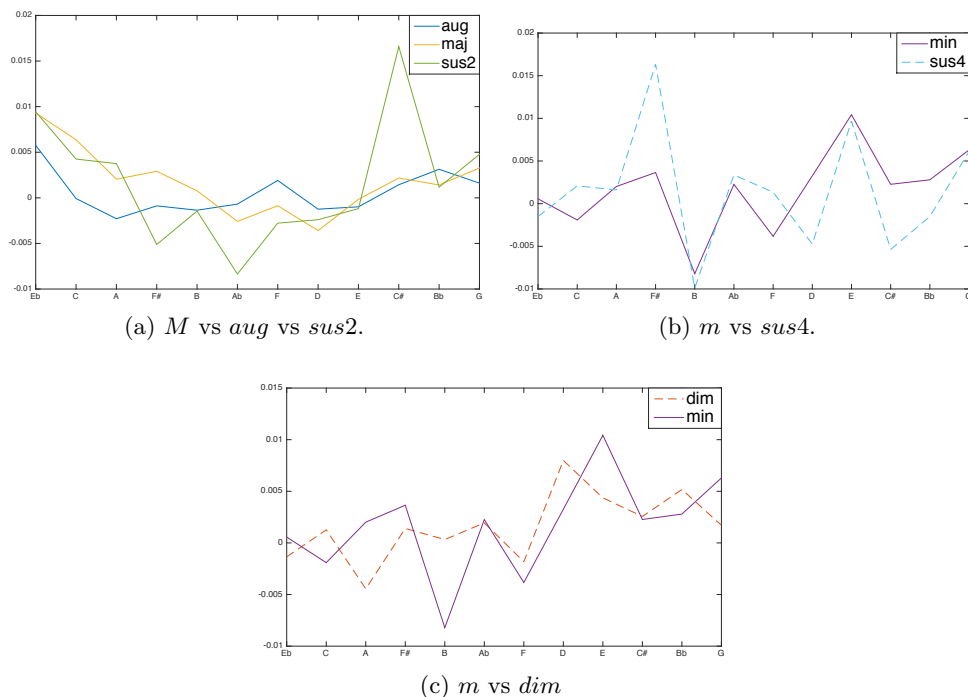 0.02
0.015
0.01
0.005
0
-0.005
-0.01
aug
maj
sus2
Eb C A F# B Ab F D E C# Bb G
(a) M vs aug vs sus2.
0.02
0.015
0.01
0.005
0
-0.005
-0.01
min
sus4
Eb C A F# B Ab F D E C# Bb G
(b) m vs sus4.
0.015
0.01
0.005
0
-0.005
-0.01
dim
min
Eb C A F# B Ab F D E C# Bb G
(c) m vs dim